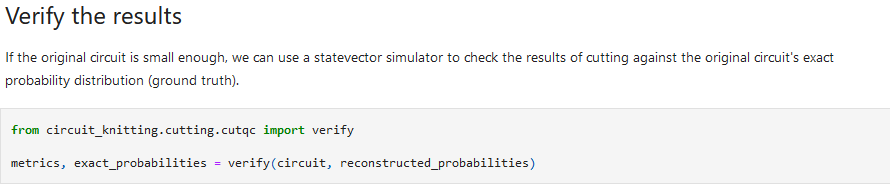 Verify the results
If the original circuit is small enough, we can use a statevector simulator to check the results of cutting against the original circuit's exact
probability distribution (ground truth).
from circuit_knitting.cutting.cutqc import verify
metrics, exact_probabilities = verify(circuit, reconstructed_probabilities)